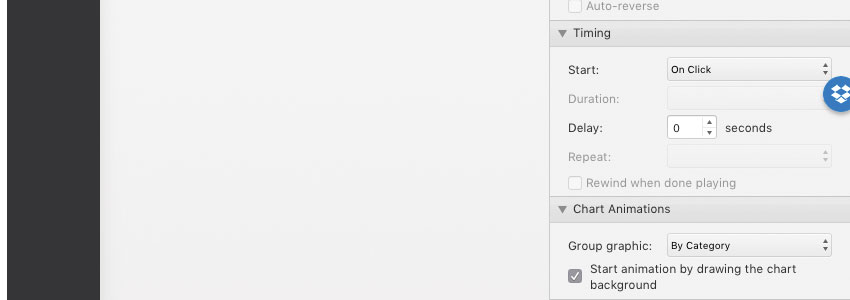 Auto-reverse
Timing
Start: On Click
Duration:
Delay: 0 seconds
Repeat:
Rewind when done playing
Chart Animations
Group graphic: By Category
Start animation by drawing the chart
background